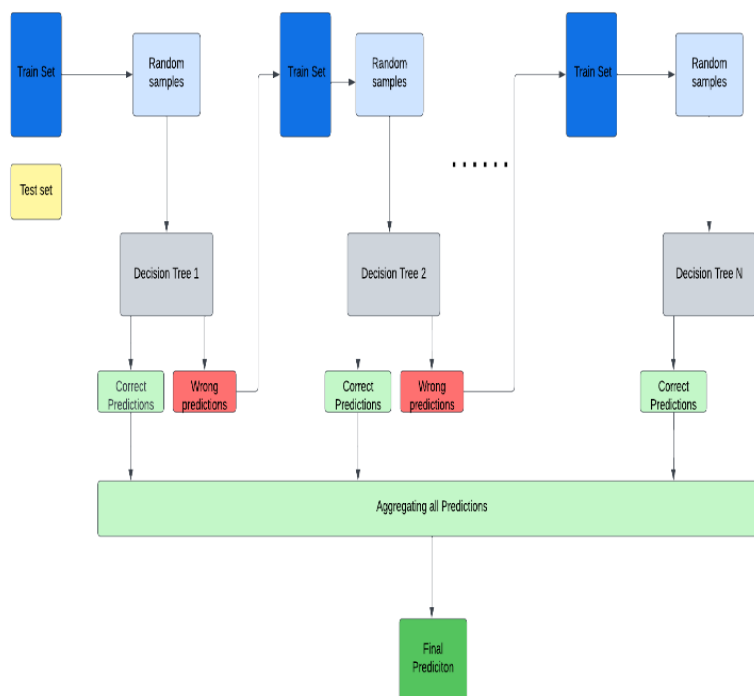 Train Set
Random
samples
Train Set
Random
samples
Train Set
Random
samples
Test set
Decision Tree 1
Decision Tree 2
Decision Tree N
Correct
Predictions
Wrong
predictions
Correct
Predictions
Wrong
predictions
Correct
Predictions
Aggregating all Predictions
Final
Prediciton